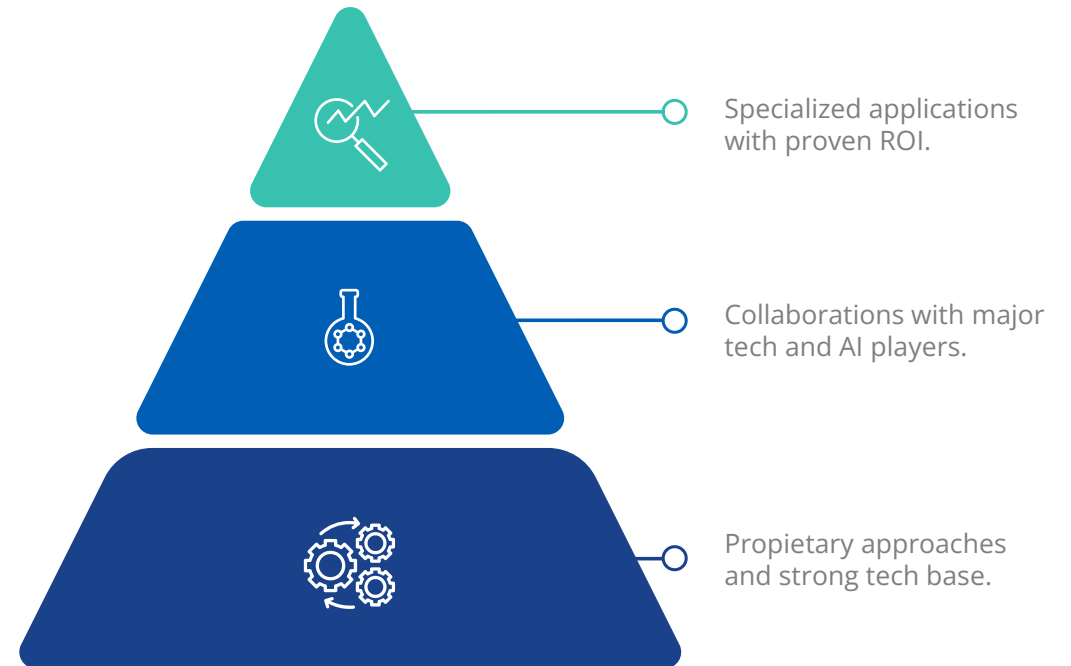 Specialized applications
with proven ROI.
Collaborations with major
tech and AI players.
Propietary approaches
and strong tech base.